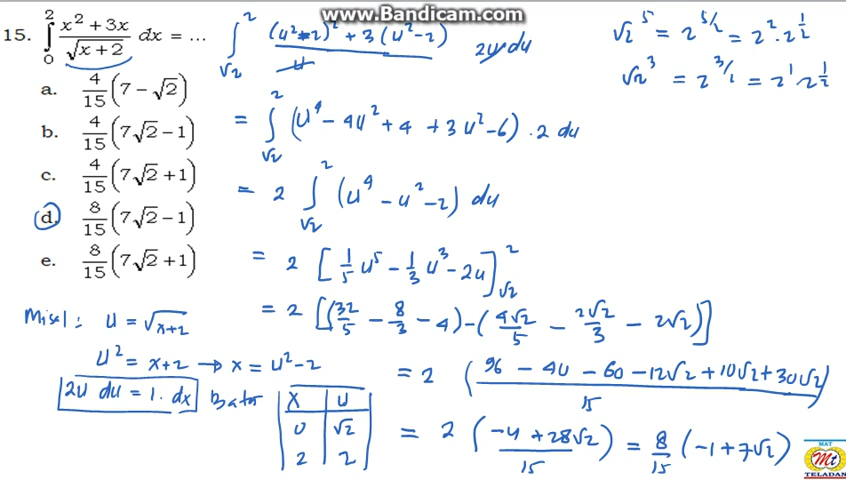 www.Bandicam.com
15. ∫₀² (x² + 3x)/√(x + 2) dx = ...
a. 4/15 (7 − √2)
b. 4/15 (7√2 − 1)
c. 4/15 (7√2 + 1)
d. 8/15 (7√2 − 1)
e. 8/15 (7√2 + 1)
Misal : u = √(x+2)
u² = x+2 → x = u² − 2
2u du = 1. dx
Batas
x | u
0 | √2
2 | 2
∫_√2^2 ((u² − 2)² + 3(u² − 2))/u 2u du
= ∫_√2^2 (u⁴ − 4u² + 4 + 3u² − 6) . 2 du
= 2 ∫_√2^2 (u⁴ − u² − 2) du
= 2 [1/5 u⁵ − 1/3 u³ − 2u]_√2^2
= 2 [(32/5 − 8/3 − 4) − (4√2/5 − 2√2/3 − 2√2)]
= 2 ((96 − 40 − 60 − 12√2 + 10√2 + 30√2)/15)
= 2 ((−4 + 28√2)/15) = 8/15 (−1 + 7√2)
√2⁵ = 2^(5/2) = 2² . 2^(1/2)
√2³ = 2^(3/2) = 2¹ 2^(1/2)
MAT
Mt
TELADAN